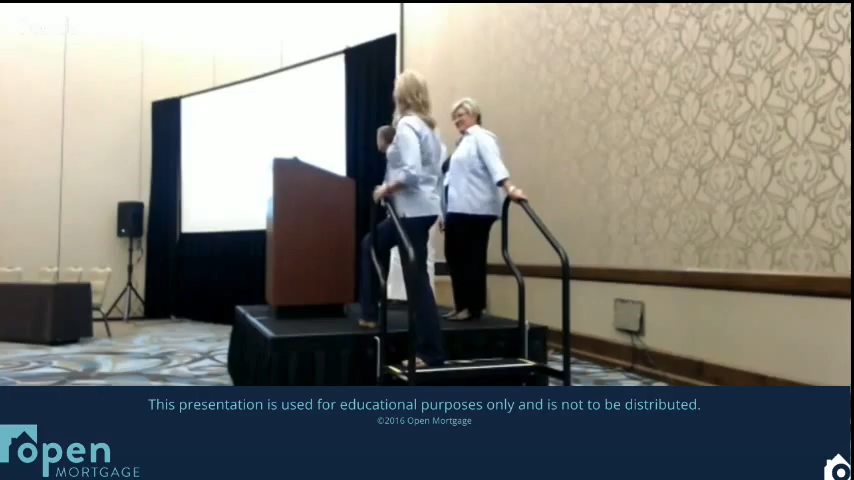 This presentation is used for educational purposes only and is not to be distributed.
©2016 Open Mortgage
open
MORTGAGE